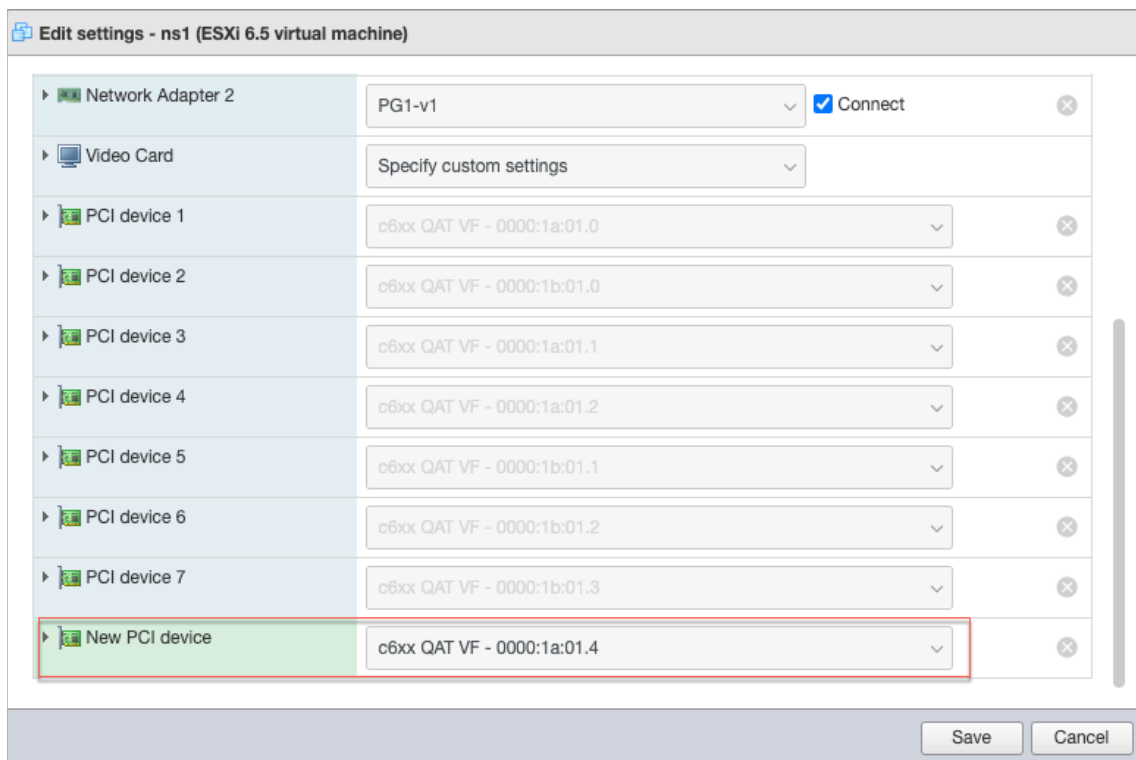 Edit settings - ns1 (ESXi 6.5 virtual machine)
Network Adapter 2
PG1-v1
Connect
Video Card
Specify custom settings
PCI device 1
c6xx QAT VF - 0000:1a:01.0
PCI device 2
c6xx QAT VF - 0000:1b:01.0
PCI device 3
c6xx QAT VF - 0000:1a:01.1
PCI device 4
c6xx QAT VF - 0000:1a:01.2
PCI device 5
c6xx QAT VF - 0000:1b:01.1
PCI device 6
c6xx QAT VF - 0000:1b:01.2
PCI device 7
c6xx QAT VF - 0000:1b:01.3
New PCI device
c6xx QAT VF - 0000:1a:01.4
Save
Cancel